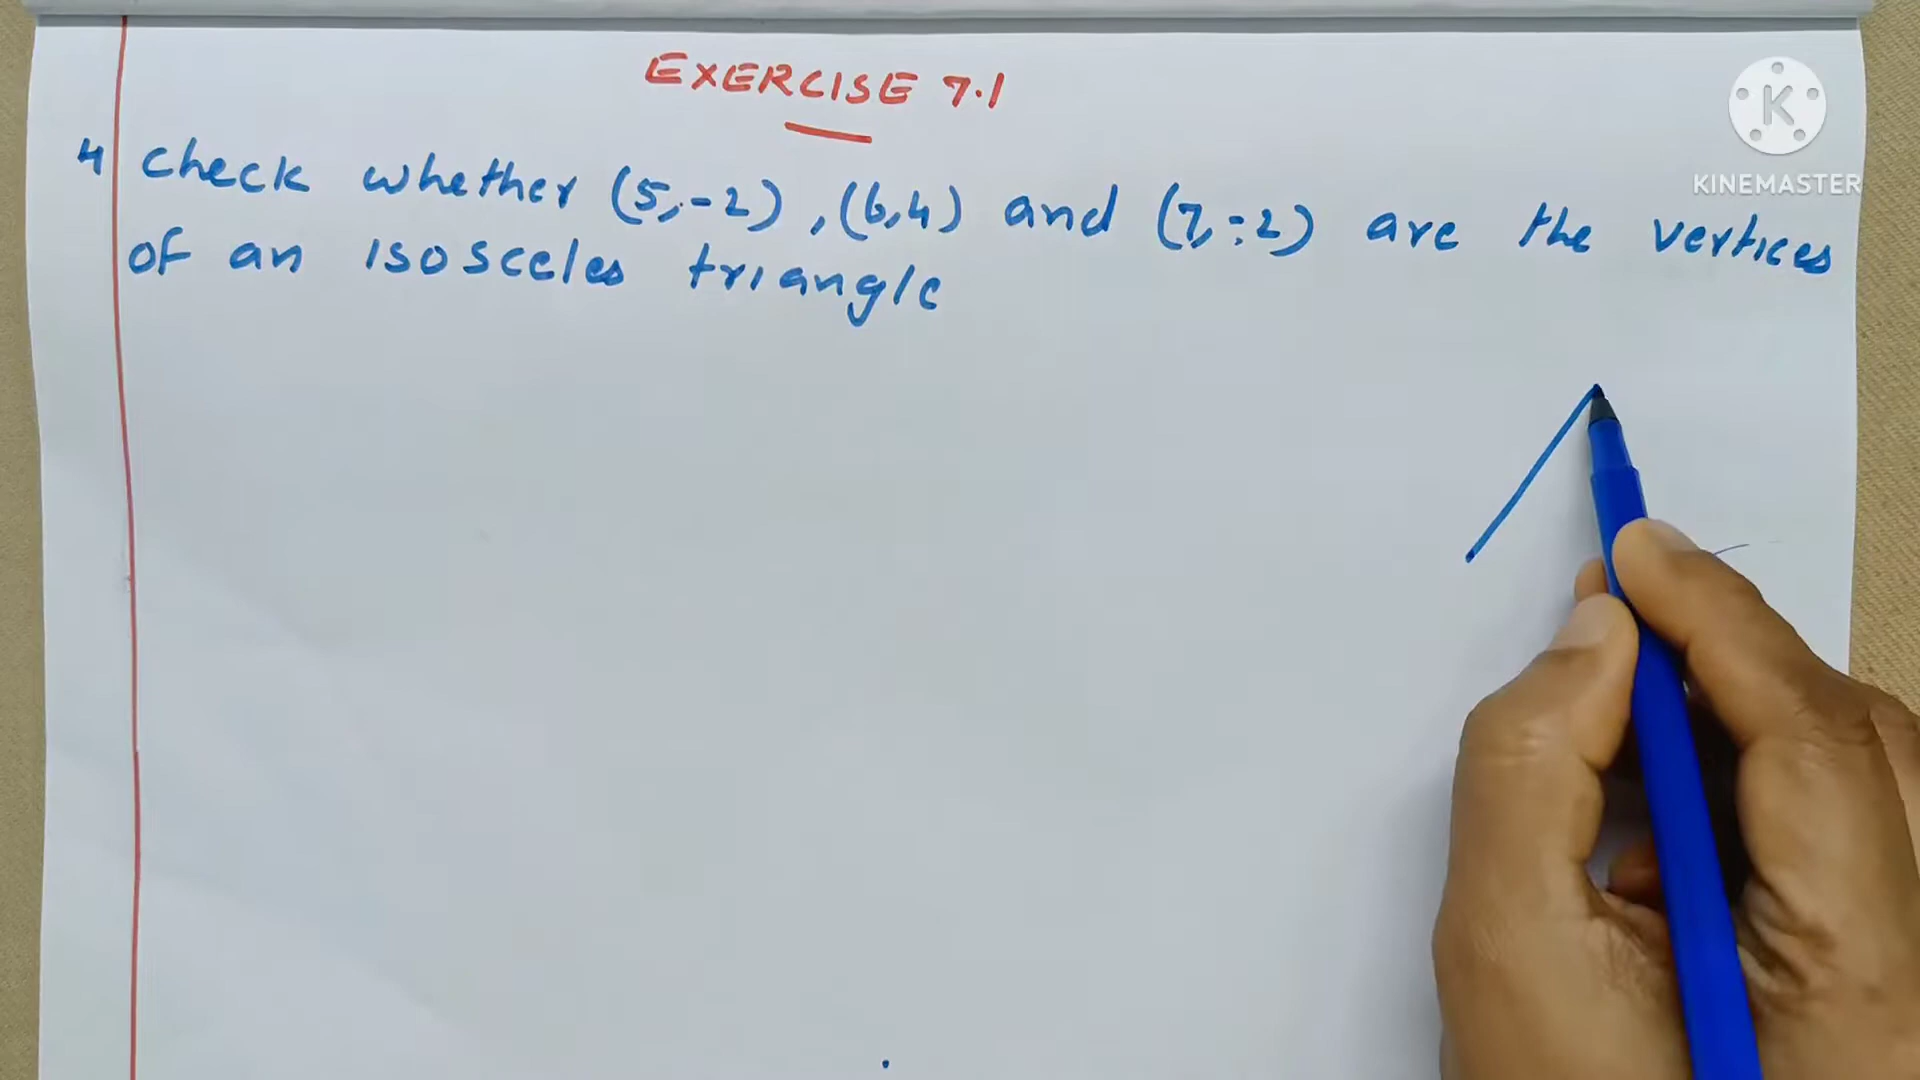 EXERCISE 7.1
K
KINEMASTER
4 check whether (5,-2), (6,4) and (7,-2) are the vertices
of an isosceles triangle